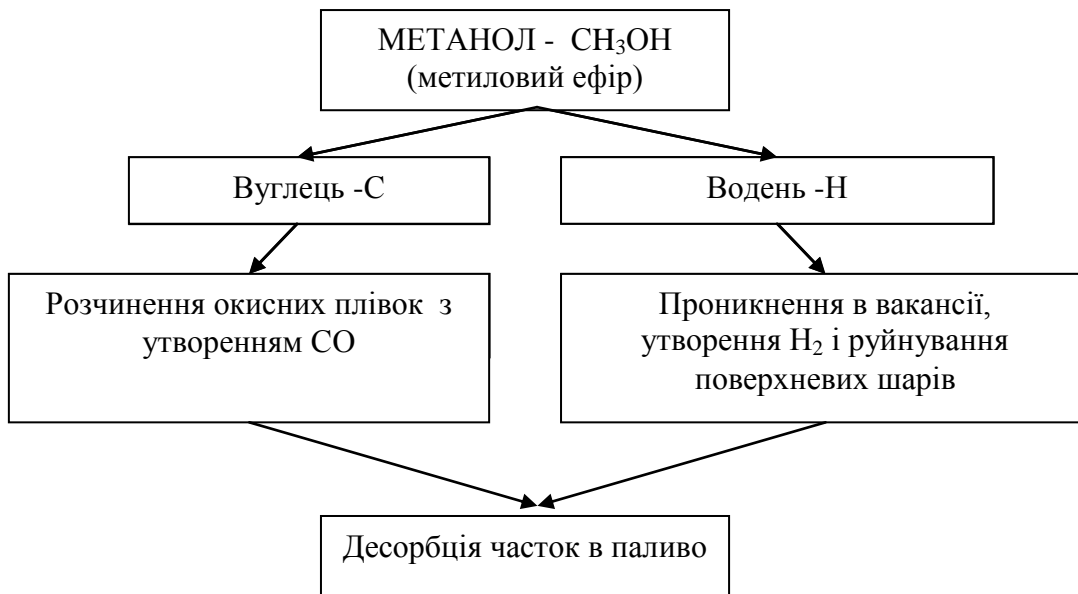 МЕТАНОЛ - CH₃OH
(метиловий ефір)
Вуглець -С
Водень -Н
Розчинення окисних плівок з
утворенням СО
Проникнення в вакансії,
утворення Н₂ і руйнування
поверхневих шарів
Десорбція часток в паливо